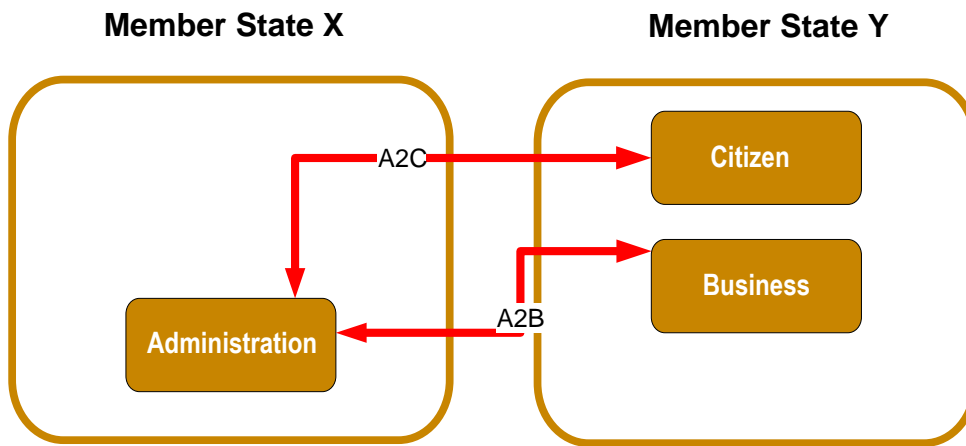 Member State X
Member State Y
A2C
Citizen
Business
A2B
Administration